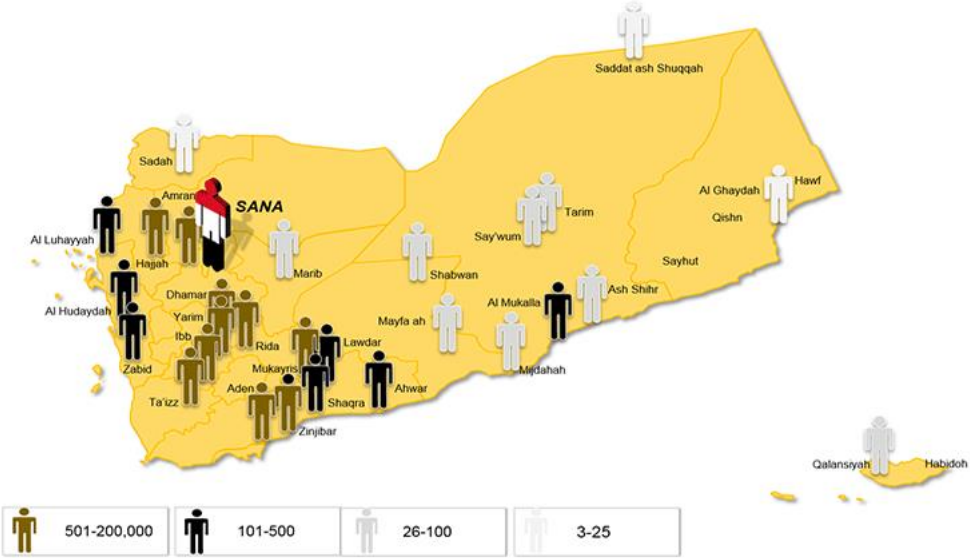 Saddat ash Shuqqah
Sadah
Amran
SANA
Al Ghaydah
Hawf
Tarim
Qishn
Al Luhayyah
Say'wum
Hajjah
Marib
Shabwan
Sayhut
Dhamar
Ash Shihr
Al Mukalla
Al Hudaydah
Yarim
Mayfa ah
Ibb
Rida
Lawdar
Zabid
Mukayris
Mijdahah
Aden
Ahwar
Ta'izz
Shaqra
Zinjibar
Qalansiyah
Habidoh
501-200,000
101-500
26-100
3-25